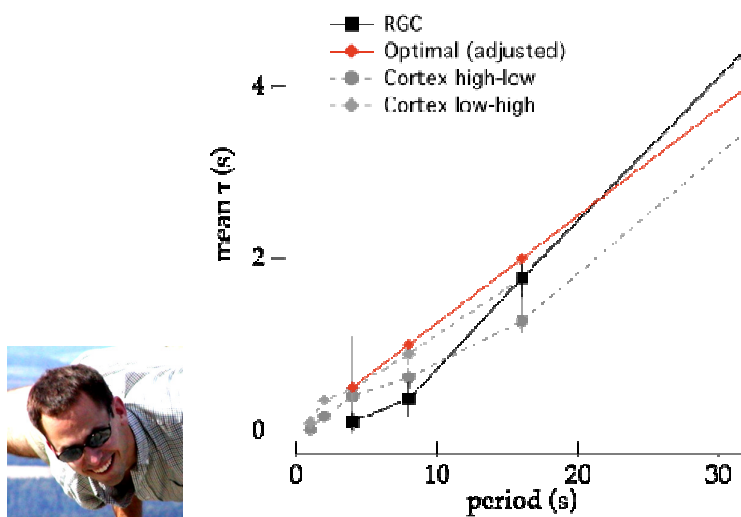 RGC
Optimal (adjusted)
Cortex high-low
Cortex low-high
4
2
0
mean τ (s)
0 10 20 30
period (s)